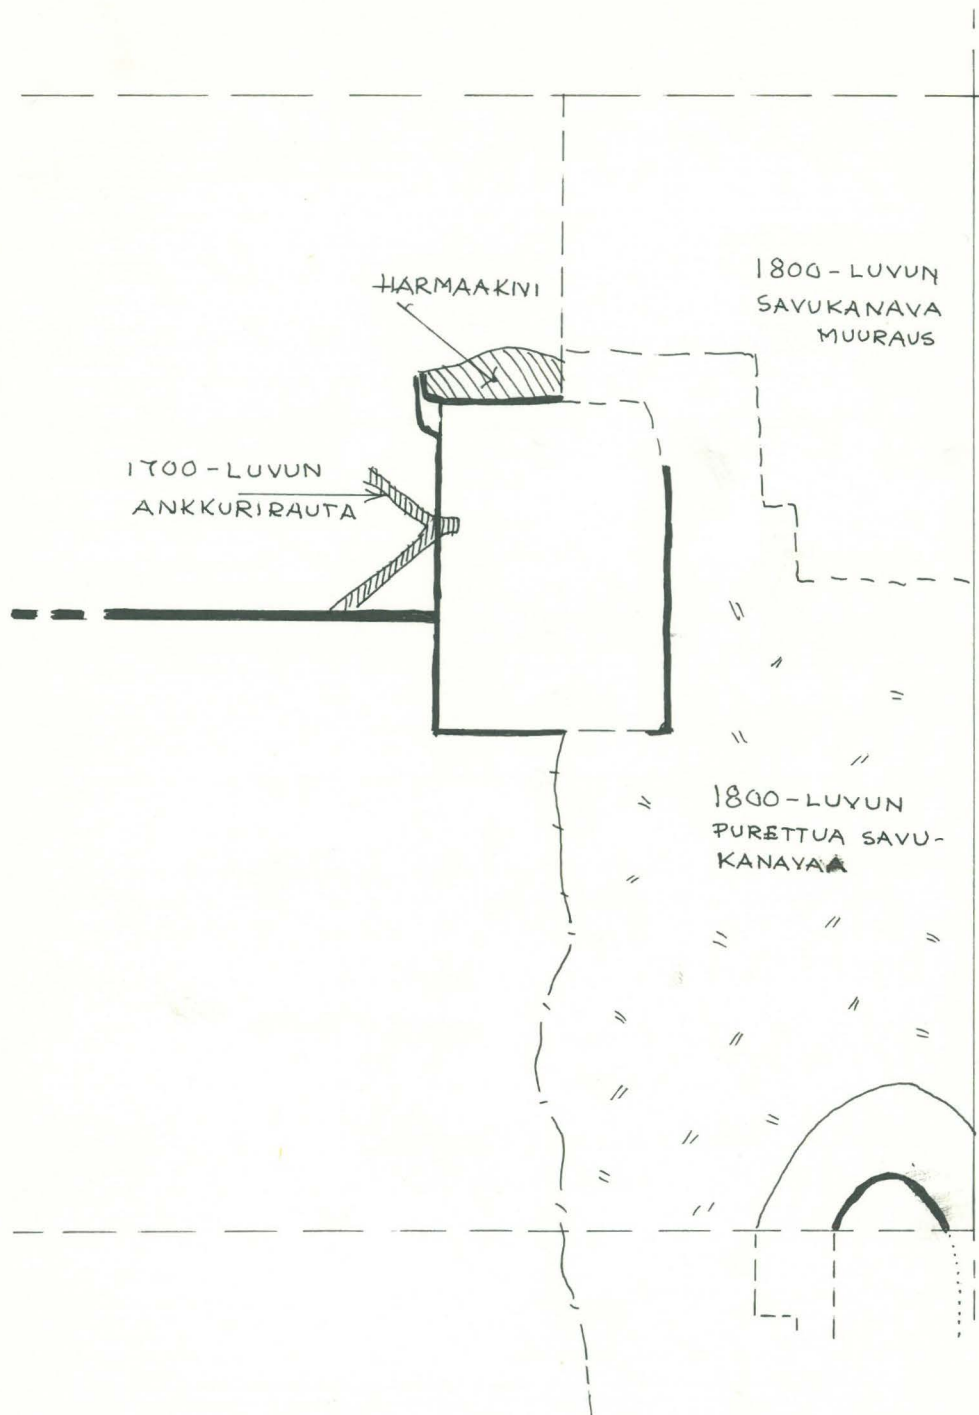 HARMAAKIVI
1800-LUVUN
SAVUKANAVA
MUURAUS
1700-LUVUN
ANKKURIRAUTA
1800-LUVUN
PURETTUA SAVU-
KANAVAA